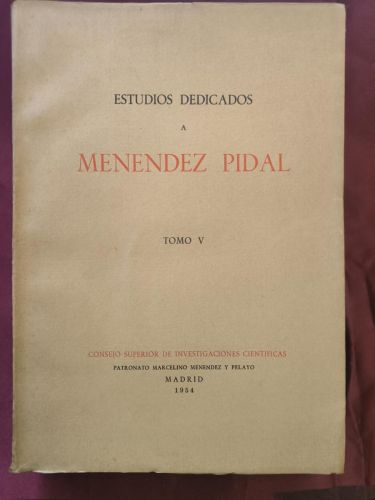 ESTUDIOS DEDICADOS
A
MENENDEZ PIDAL
TOMO V
CONSEJO SUPERIOR DE INVESTIGACIONES CIENTIFICAS
PATRONATO MARCELINO MENENDEZ Y PELAYO
MADRID
1954